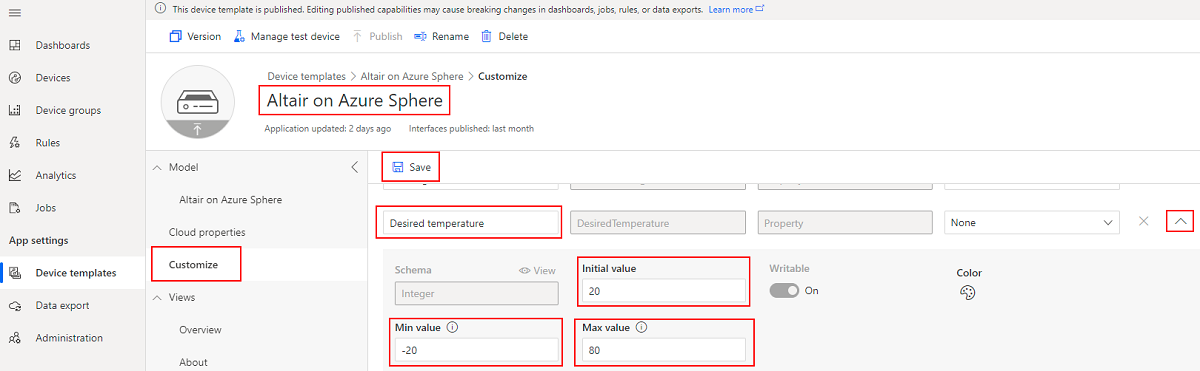 This device template is published. Editing published capabilities may cause breaking changes in dashboards, jobs, rules, or data exports. Learn more
Version Manage test device Publish Rename Delete
Dashboards
Devices
Device groups
Rules
Analytics
Jobs
App settings
Device templates
Data export
Administration
Device templates > Altair on Azure Sphere > Customize
Altair on Azure Sphere
Application updated: 2 days ago Interfaces published: last month
Model
Altair on Azure Sphere
Cloud properties
Customize
Views
Overview
About
Save
Desired temperature DesiredTemperature Property None
Schema View Initial value Writable Color
Integer 20 On
Min value Max value
-20 80